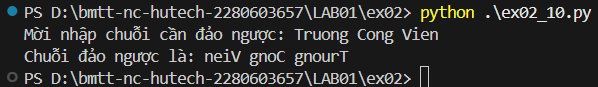 PS D:\bmtt-nc-hutech-2280603657\LAB01\ex02> python .\ex02_10.py
Mời nhập chuỗi cần đảo ngược: Truong Cong Vien
Chuỗi đảo ngược là: neiV gnoC gnourT
PS D:\bmtt-nc-hutech-2280603657\LAB01\ex02>